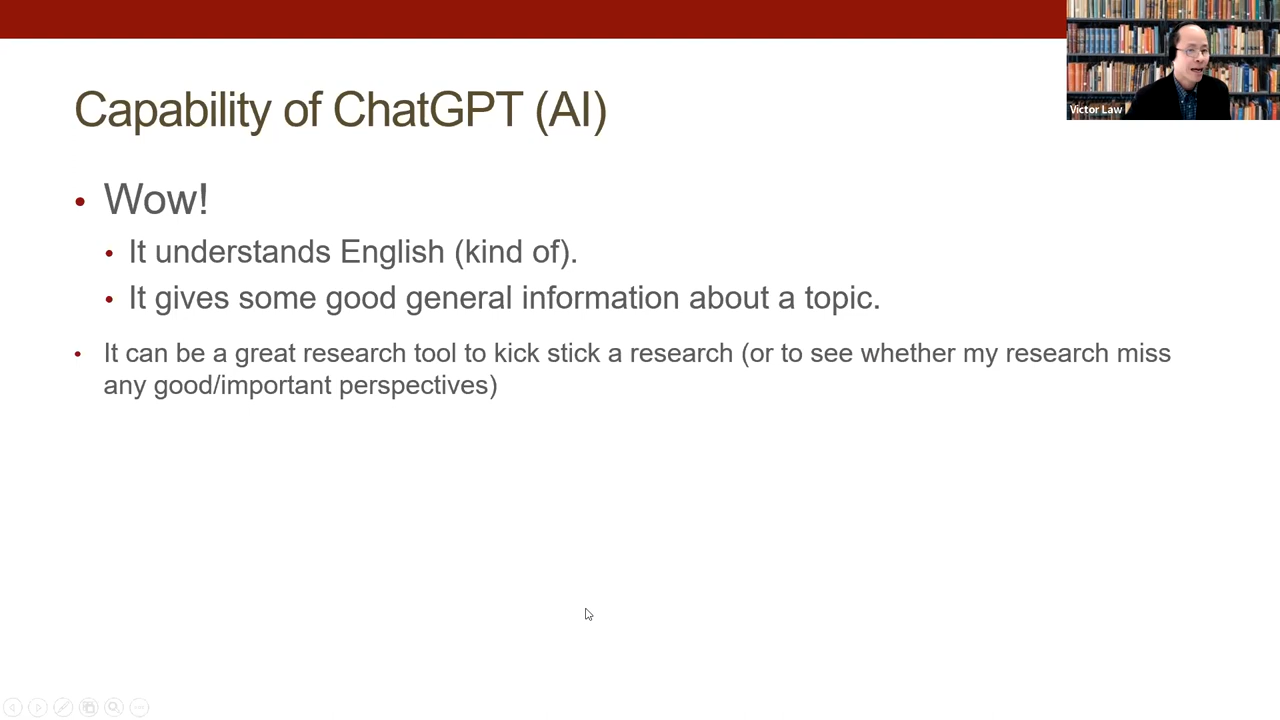 Victor Law
Capability of ChatGPT (AI)
• Wow!
• It understands English (kind of).
• It gives some good general information about a topic.
• It can be a great research tool to kick stick a research (or to see whether my research miss
any good/important perspectives)